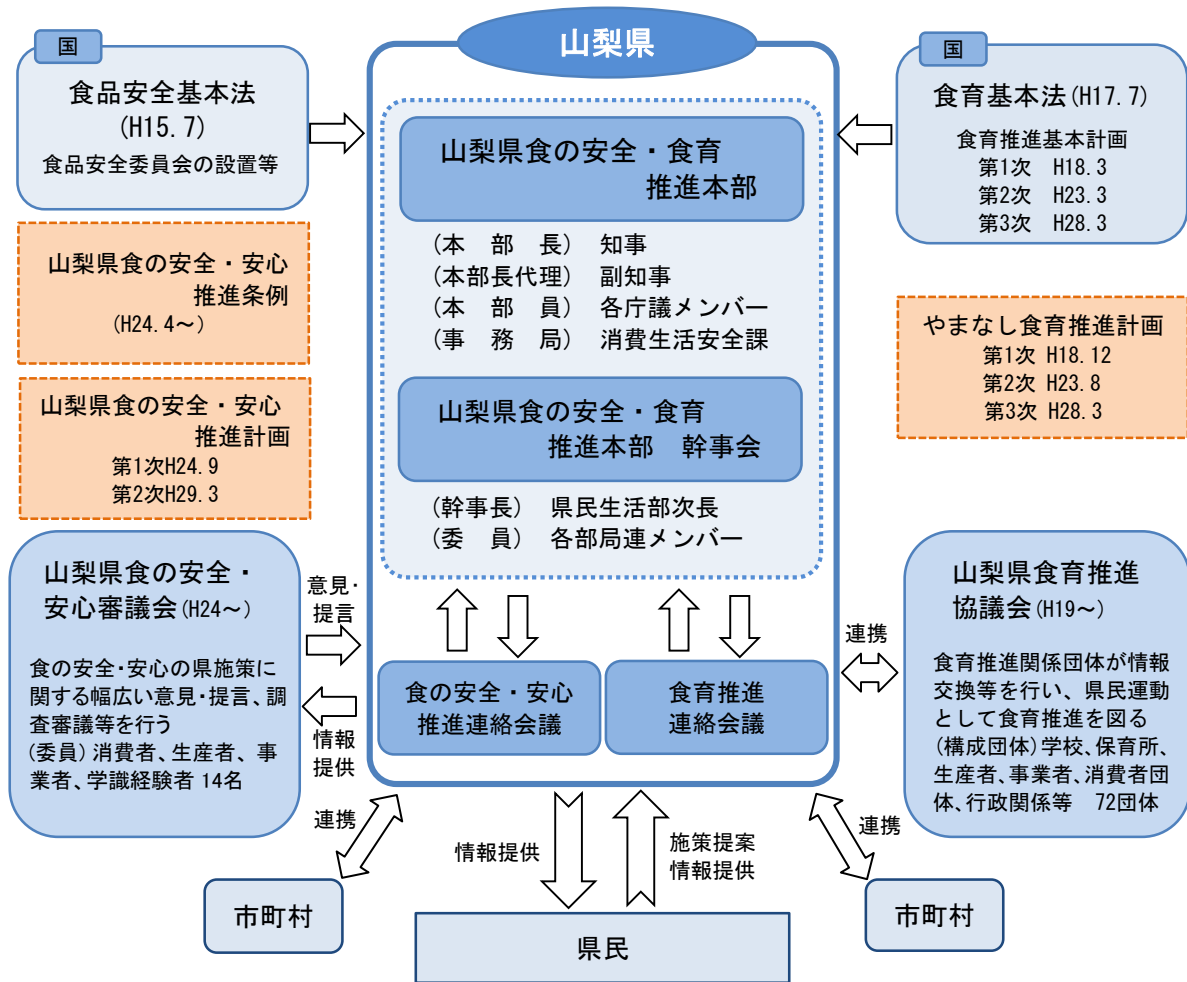 山梨県
国
食品安全基本法
(H15.7)
食品安全委員会の設置等
国
食育基本法(H17.7)
食育推進基本計画
第1次 H18.3
第2次 H23.3
第3次 H28.3
山梨県食の安全・食育
推進本部
(本 部 長) 知事
(本部長代理) 副知事
(本 部 員) 各庁議メンバー
(事 務 局) 消費生活安全課
山梨県食の安全・安心
推進条例
(H24.4～)
やまなし食育推進計画
第1次 H18.12
第2次 H23.8
第3次 H28.3
山梨県食の安全・安心
推進計画
第1次H24.9
第2次H29.3
山梨県食の安全・食育
推進本部 幹事会
(幹事長) 県民生活部次長
(委 員) 各部局連メンバー
山梨県食の安全・
安心審議会(H24～)
食の安全・安心の県施策に
関する幅広い意見・提言、調
査審議等を行う
(委員)消費者、生産者、事
業者、学識経験者 14名
意見・
提言
情報
提供
食の安全・安心
推進連絡会議
食育推進
連絡会議
連携
山梨県食育推進
協議会(H19～)
食育推進関係団体が情報
交換等を行い、県民運動
として食育推進を図る
(構成団体)学校、保育所、
生産者、事業者、消費者団
体、行政関係等 72団体
連携
情報提供
施策提案
情報提供
連携
市町村
県民
市町村